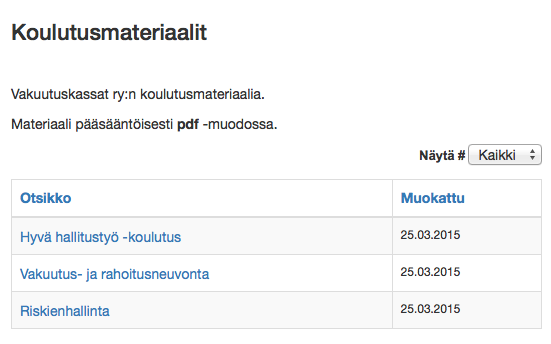 Koulutusmateriaalit
Vakuutuskassat ry:n koulutusmateriaalia.
Materiaali pääsääntöisesti pdf -muodossa.
Näytä # Kaikki
Otsikko Muokattu
Hyvä hallitustyö -koulutus 25.03.2015
Vakuutus- ja rahoitusneuvonta 25.03.2015
Riskienhallinta 25.03.2015